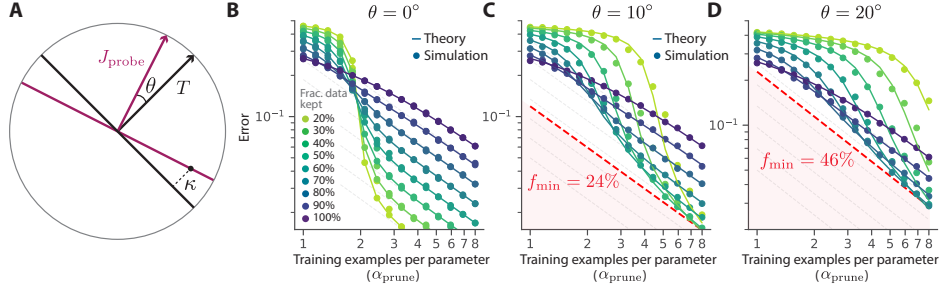 A
J_probe
θ
T
κ
B
θ = 0°
Theory
Simulation
Error
10⁻¹
Frac. data
kept
20%
30%
40%
50%
60%
70%
80%
90%
100%
1 2 3 4 5 6 7 8
Training examples per parameter
(α_prune)
C
θ = 10°
Theory
Simulation
10⁻¹
f_min = 24%
1 2 3 4 5 6 7 8
Training examples per parameter
(α_prune)
D
θ = 20°
10⁻¹
f_min = 46%
1 2 3 4 5 6 7 8
Training examples per parameter
(α_prune)